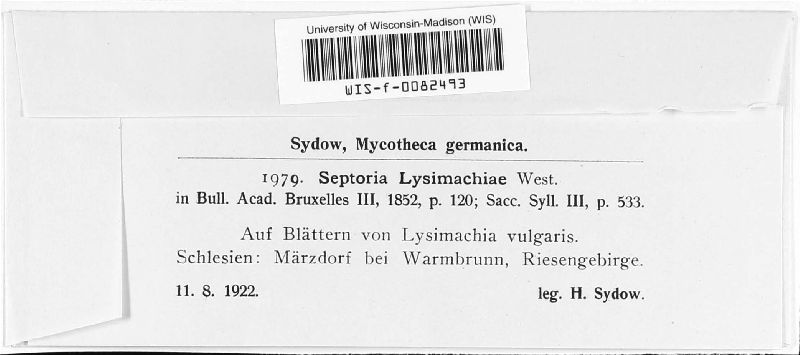 University of Wisconsin-Madison (WIS)
WIS-f-0082493
Sydow, Mycotheca germanica.
1979. Septoria Lysimachiae West.
in Bull. Acad. Bruxelles III, 1852, p. 120; Sacc. Syll. III, p. 533.
Auf Blättern von Lysimachia vulgaris.
Schlesien: Märzdorf bei Warmbrunn, Riesengebirge.
11. 8. 1922. leg. H. Sydow.